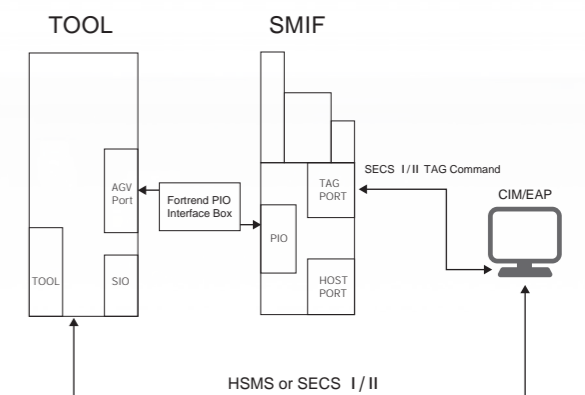 TOOL
SMIF
SECS I/II TAG Command
CIM/EAP
AGV
Port
Fortrend PIO
Interface Box
TAG
PORT
PIO
TOOL
SIO
HOST
PORT
HSMS or SECS I/II